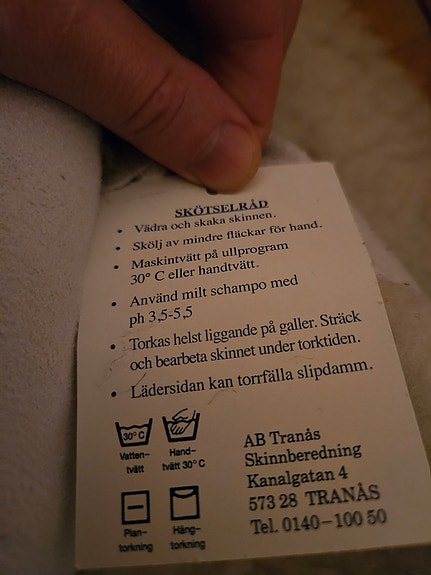 SKÖTSELRÅD
• Vädra och skaka skinnen.
• Skölj av mindre fläckar för hand.
• Maskintvätt på ullprogram
30° C eller handtvätt.
• Använd milt schampo med
ph 3,5-5,5
• Torkas helst liggande på galler. Sträck
och bearbeta skinnet under torktiden.
• Lädersidan kan torrfälla slipdamm.
30°C
Vatten-
tvätt
Hand-
tvätt 30°C
Plan-
torkning
Häng-
torkning
AB Tranås
Skinnberedning
Kanalgatan 4
573 28 TRANÅS
Tel. 0140–100 50